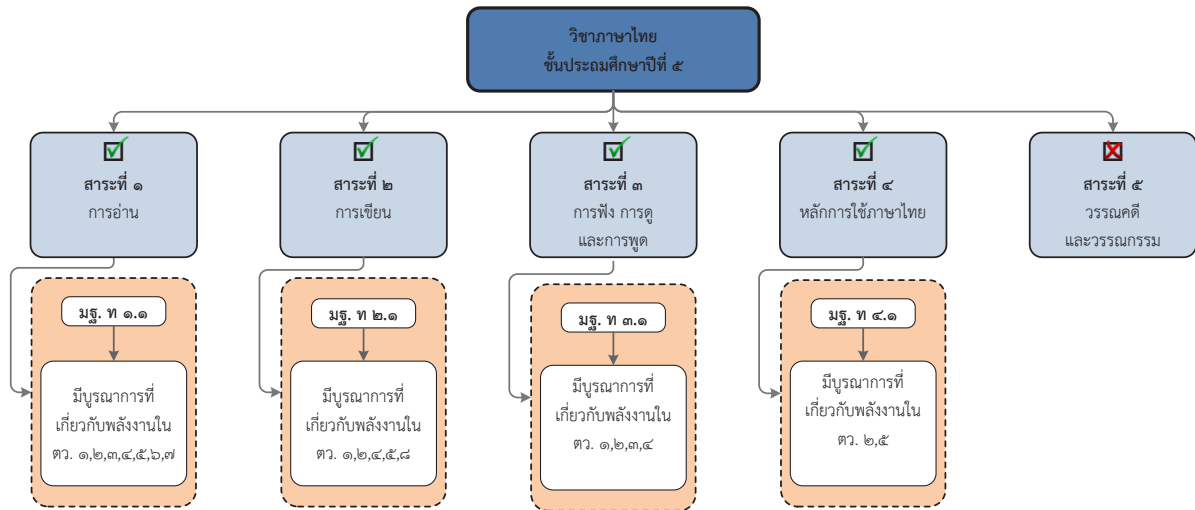 วิชาภาษาไทย
ชั้นประถมศึกษาปีที่ ๕
สาระที่ ๑
การอ่าน
สาระที่ ๒
การเขียน
สาระที่ ๓
การฟัง การดู
และการพูด
สาระที่ ๔
หลักการใช้ภาษาไทย
สาระที่ ๕
วรรณคดี
และวรรณกรรม
มฐ. ท ๑.๑
มีบูรณาการที่
เกี่ยวกับพลังงานใน
ตว. ๑,๒,๓,๔,๕,๖,๗
มฐ. ท ๒.๑
มีบูรณาการที่
เกี่ยวกับพลังงานใน
ตว. ๑,๒,๔,๕,๘
มฐ. ท ๓.๑
มีบูรณาการที่
เกี่ยวกับพลังงานใน
ตว. ๑,๒,๓,๔
มฐ. ท ๔.๑
มีบูรณาการที่
เกี่ยวกับพลังงานใน
ตว. ๒,๕